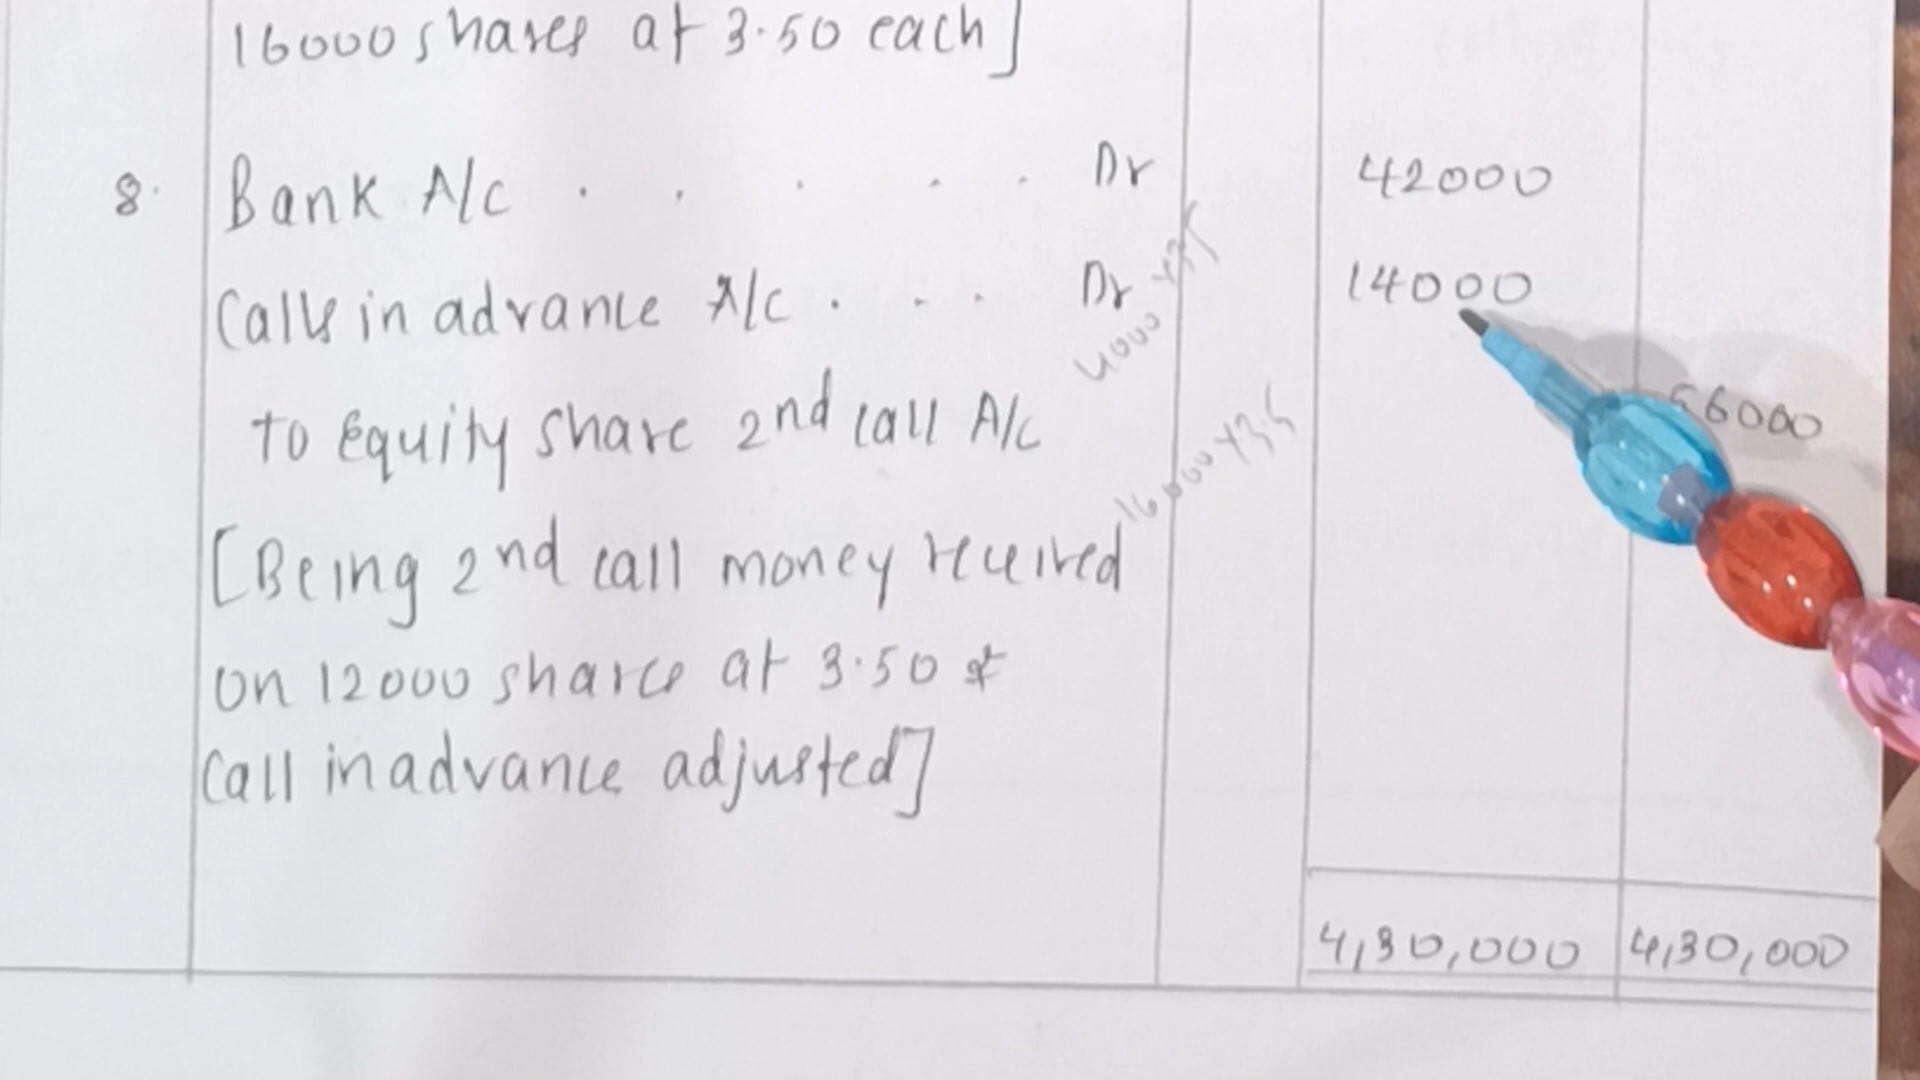 16000 shares at 3.50 each]
8. Bank A/c . . . . . Dr 42000
Calls in advance A/c . . . Dr 14000
4000 x 3.5
to Equity share 2nd call A/c 56000
16000 x 3.5
[Being 2nd call money received
on 12000 shares at 3.50 &
Call in advance adjusted]
4,30,000 4,30,000